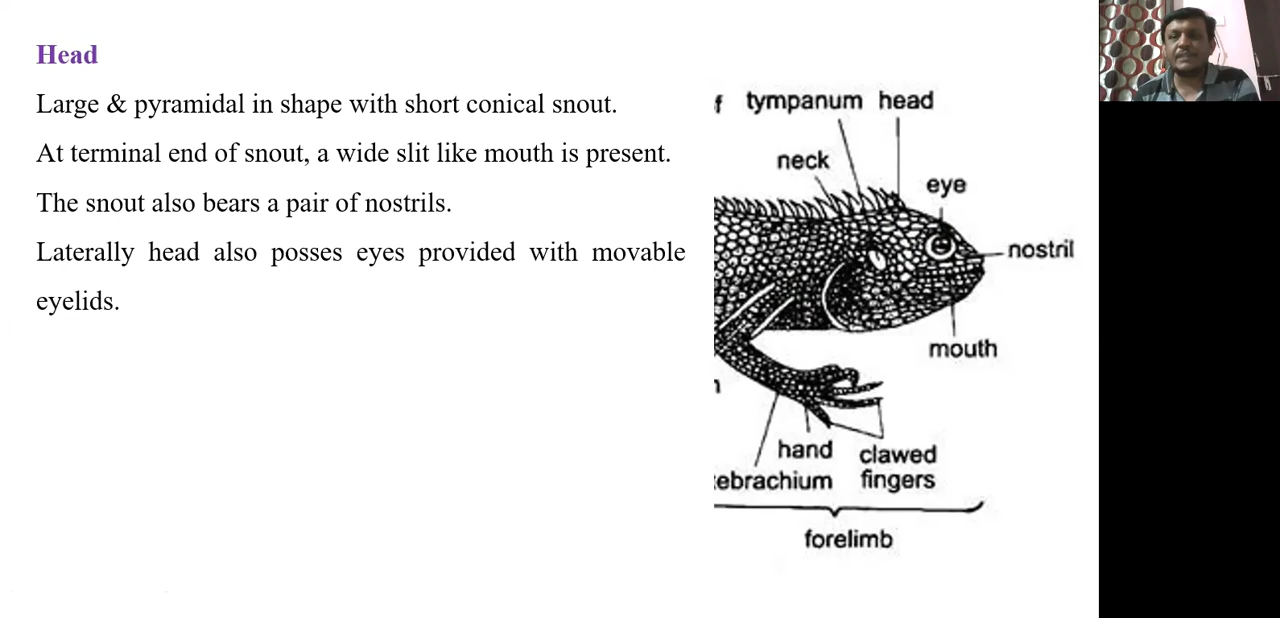 Head
Large & pyramidal in shape with short conical snout.
At terminal end of snout, a wide slit like mouth is present.
The snout also bears a pair of nostrils.
Laterally head also posses eyes provided with movable
eyelids.
f tympanum head
neck
eye
nostril
mouth
hand
clawed
ebrachium fingers
forelimb